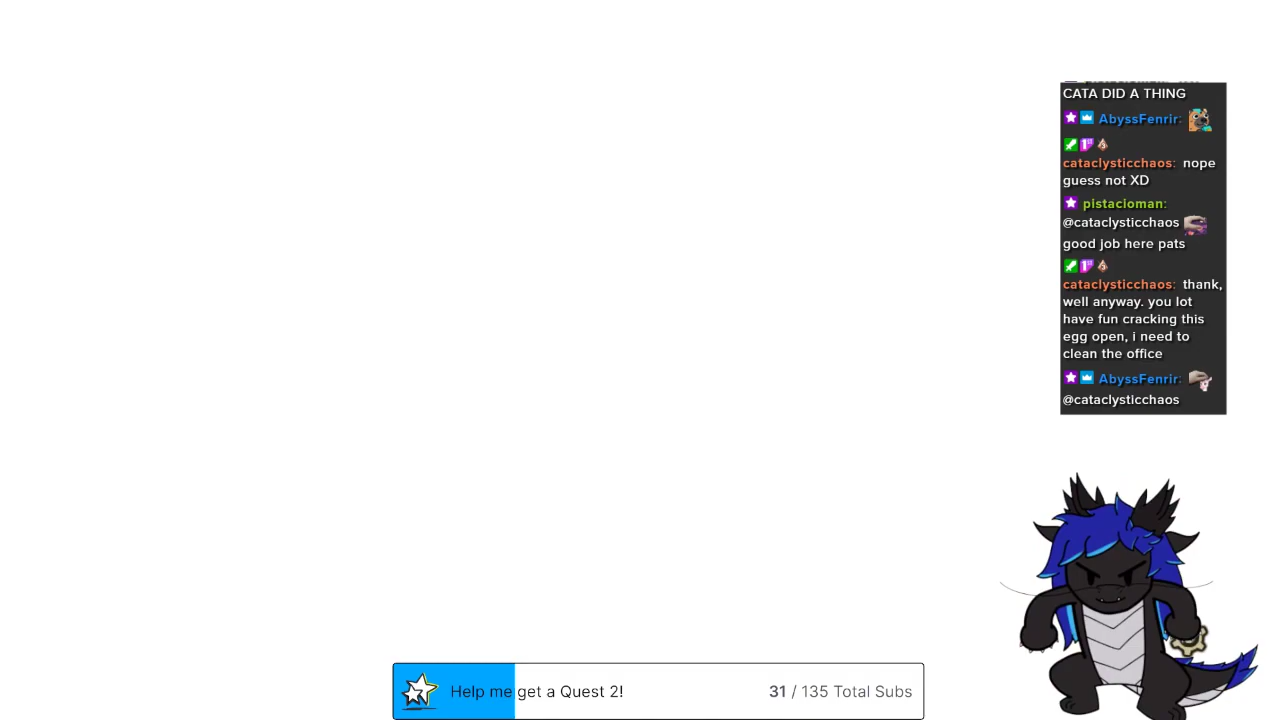 CATA DID A THING
AbyssFenrir:
cataclysticchaos: nope
guess not XD
pistacioman:
@cataclysticchaos
good job here pats
cataclysticchaos: thank,
well anyway. you lot
have fun cracking this
egg open, i need to
clean the office
AbyssFenrir:
@cataclysticchaos
Help me get a Quest 2!
31 / 135 Total Subs